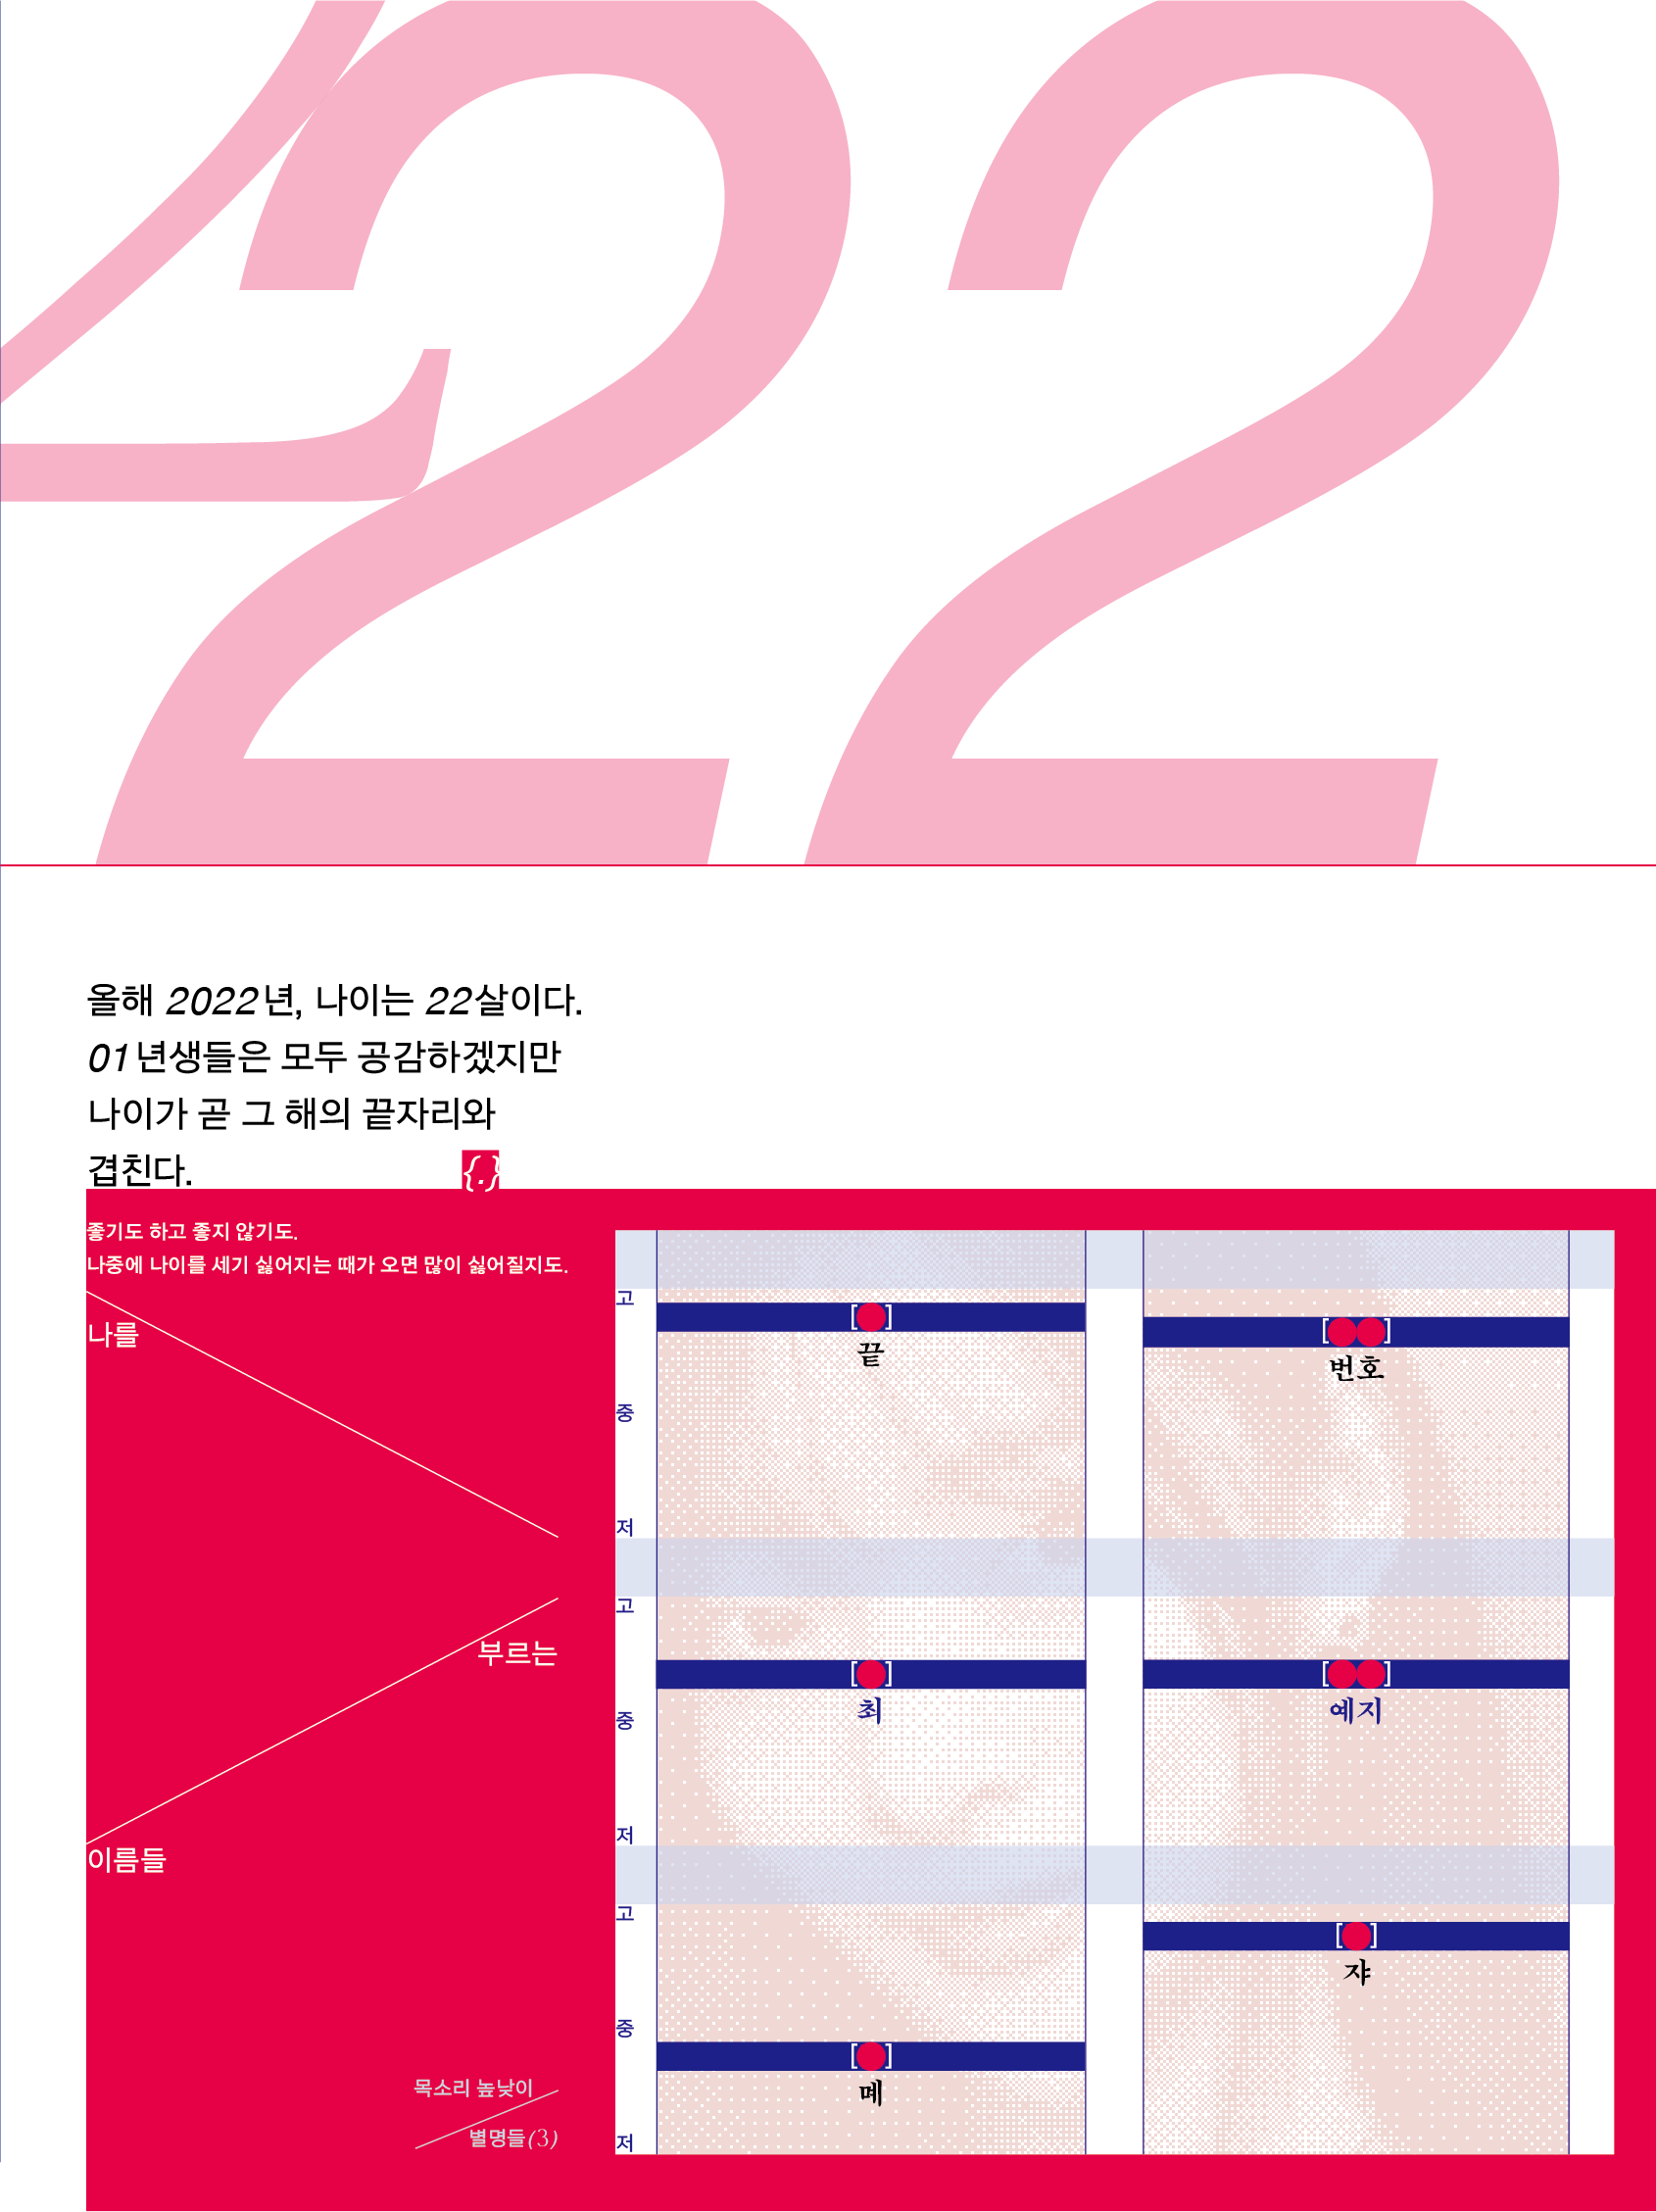 22
올해 2022년, 나이는 22살이다.
01년생들은 모두 공감하겠지만
나이가 곧 그 해의 끝자리와
겹친다.
{.}
좋기도 하고 좋지 않기도.
나중에 나이를 세기 싫어지는 때가 오면 많이 싫어질지도.
나를
부르는
이름들
목소리 높낮이
별명들(3)
고
[●]
[●●]
끝
번호
중
저
고
[●]
[●●]
최
예지
중
저
고
[●]
쟈
중
[●]
몌
저